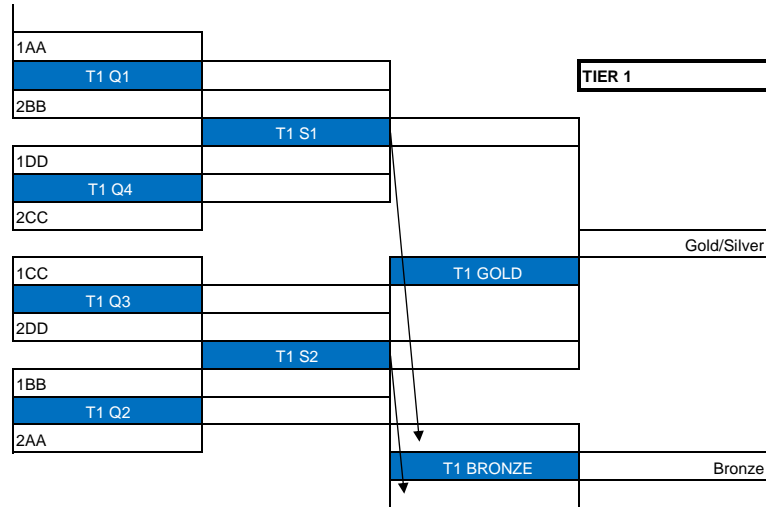 1AA
T1 Q1
TIER 1
2BB
T1 S1
1DD
T1 Q4
2CC
Gold/Silver
1CC
T1 GOLD
T1 Q3
2DD
T1 S2
1BB
T1 Q2
2AA
T1 BRONZE
Bronze